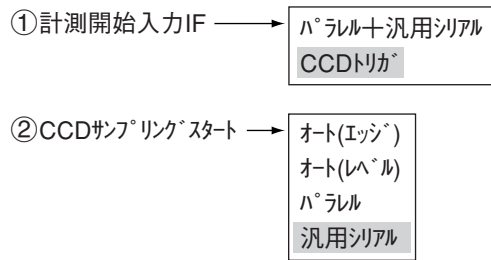 ①計測開始入力IF
ﾊﾟﾗﾚﾙ＋汎用ｼﾘｱﾙ
CCDﾄﾘｶﾞ
②CCDｻﾝﾌﾟﾘﾝｸﾞｽﾀｰﾄ
ｵｰﾄ(ｴｯｼﾞ)
ｵｰﾄ(ﾚﾍﾞﾙ)
ﾊﾟﾗﾚﾙ
汎用ｼﾘｱﾙ